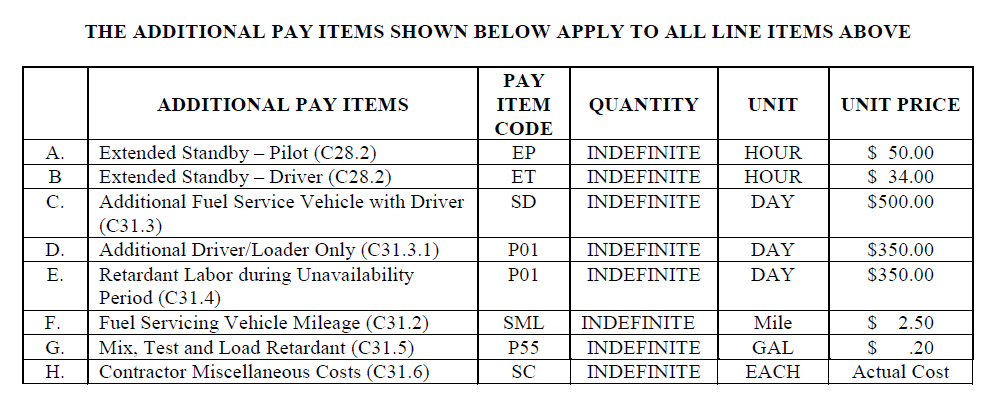 THE ADDITIONAL PAY ITEMS SHOWN BELOW APPLY TO ALL LINE ITEMS ABOVE
ADDITIONAL PAY ITEMS PAY ITEM CODE QUANTITY UNIT UNIT PRICE
A. Extended Standby – Pilot (C28.2) EP INDEFINITE HOUR $ 50.00
B Extended Standby – Driver (C28.2) ET INDEFINITE HOUR $ 34.00
C. Additional Fuel Service Vehicle with Driver SD INDEFINITE DAY $500.00
(C31.3)
D. Additional Driver/Loader Only (C31.3.1) P01 INDEFINITE DAY $350.00
E. Retardant Labor during Unavailability P01 INDEFINITE DAY $350.00
Period (C31.4)
F. Fuel Servicing Vehicle Mileage (C31.2) SML INDEFINITE Mile $ 2.50
G. Mix, Test and Load Retardant (C31.5) P55 INDEFINITE GAL $ .20
H. Contractor Miscellaneous Costs (C31.6) SC INDEFINITE EACH Actual Cost